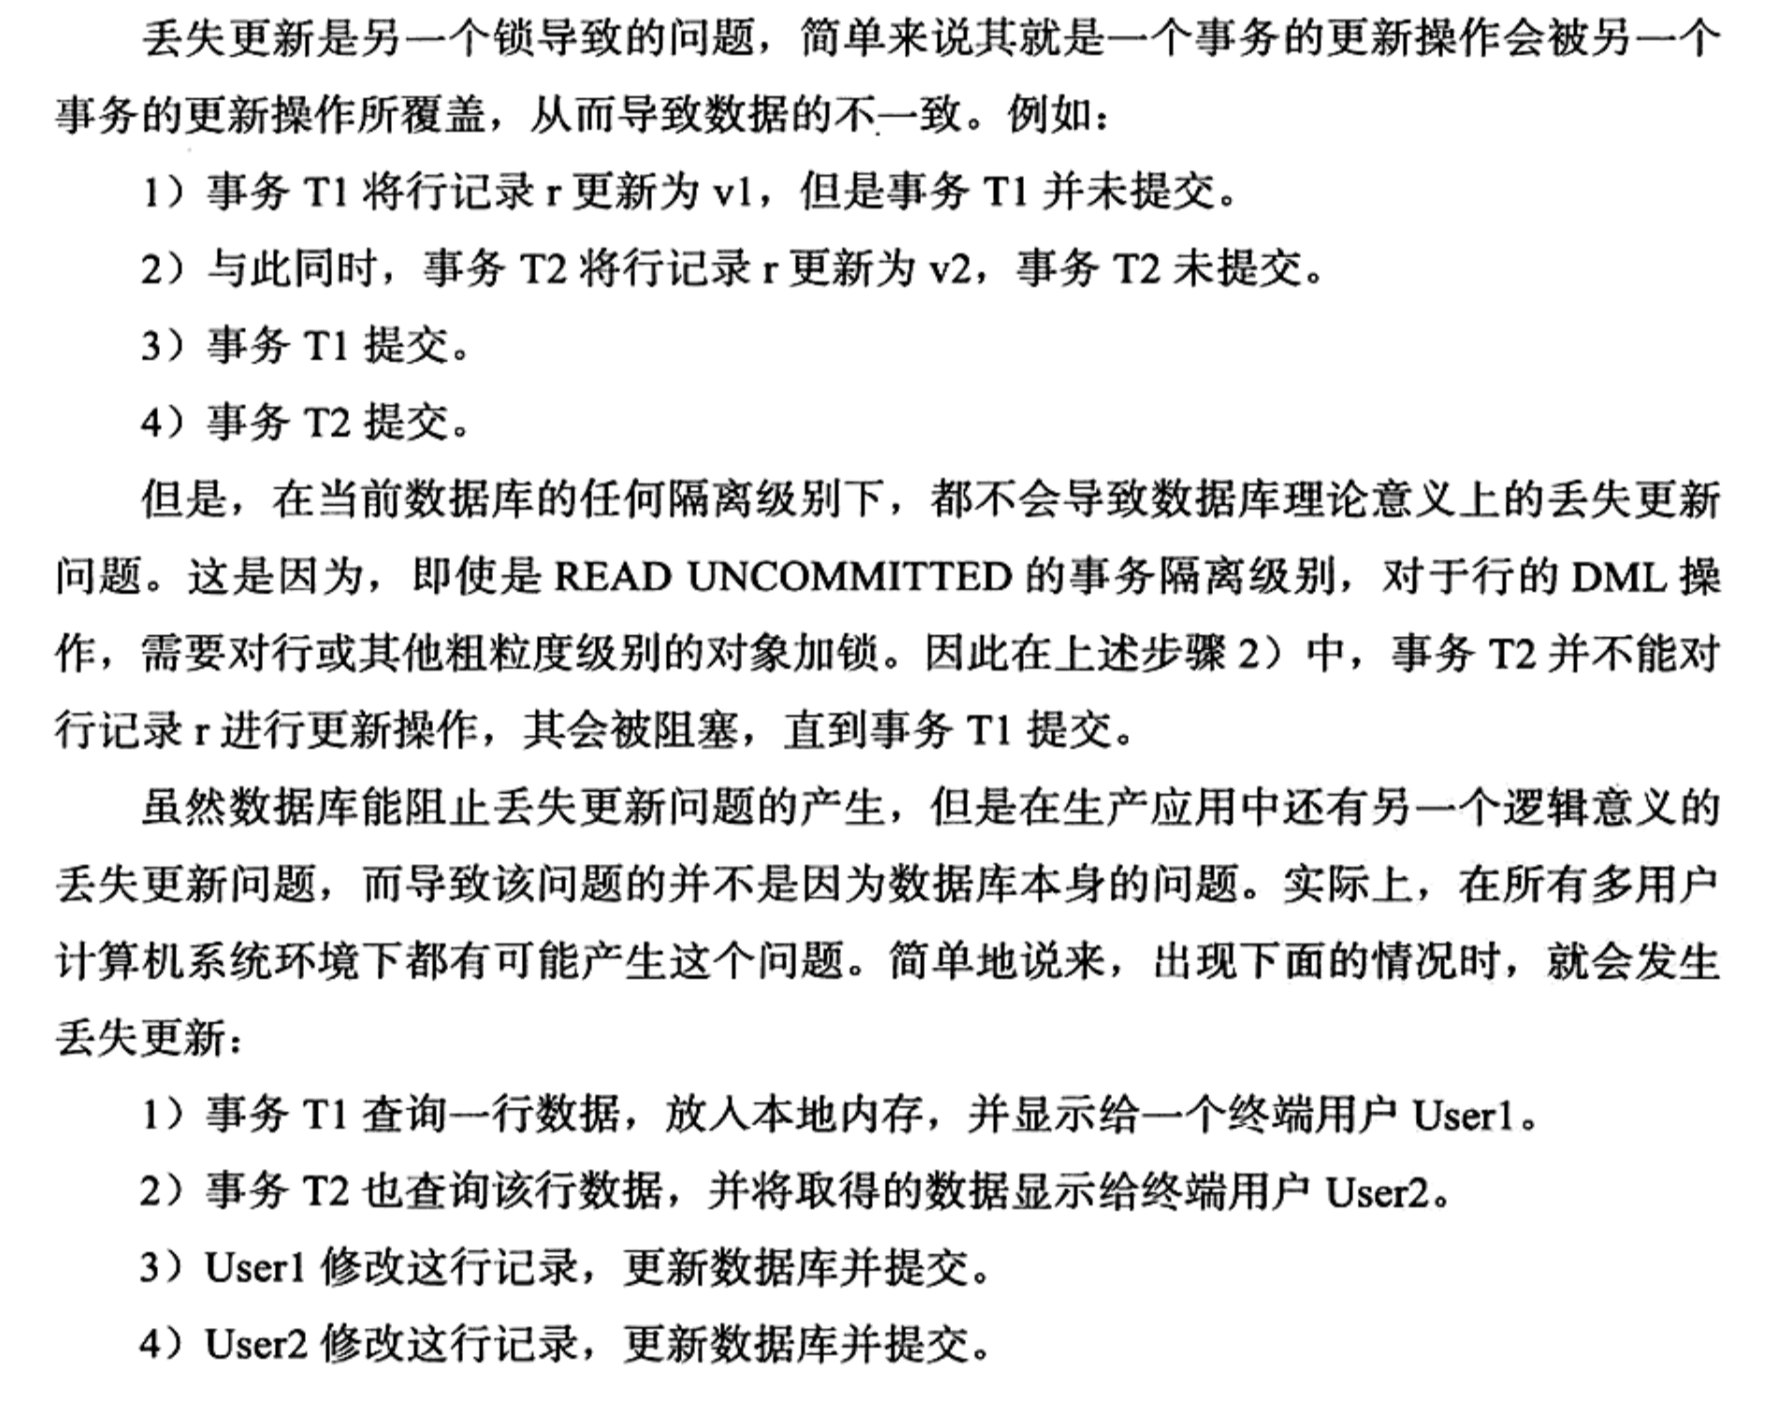 丢失更新是另一个锁导致的问题，简单来说其就是一个事务的更新操作会被另一个
事务的更新操作所覆盖，从而导致数据的不一致。例如：
1）事务 T1 将行记录 r 更新为 v1，但是事务 T1 并未提交。
2）与此同时，事务 T2 将行记录 r 更新为 v2，事务 T2 未提交。
3）事务 T1 提交。
4）事务 T2 提交。
但是，在当前数据库的任何隔离级别下，都不会导致数据库理论意义上的丢失更新
问题。这是因为，即使是 READ UNCOMMITTED 的事务隔离级别，对于行的 DML 操
作，需要对行或其他粗粒度级别的对象加锁。因此在上述步骤 2）中，事务 T2 并不能对
行记录 r 进行更新操作，其会被阻塞，直到事务 T1 提交。
虽然数据库能阻止丢失更新问题的产生，但是在生产应用中还有另一个逻辑意义的
丢失更新问题，而导致该问题的并不是因为数据库本身的问题。实际上，在所有多用户
计算机系统环境下都有可能产生这个问题。简单地说来，出现下面的情况时，就会发生
丢失更新：
1）事务 T1 查询一行数据，放入本地内存，并显示给一个终端用户 User1。
2）事务 T2 也查询该行数据，并将取得的数据显示给终端用户 User2。
3）User1 修改这行记录，更新数据库并提交。
4）User2 修改这行记录，更新数据库并提交。